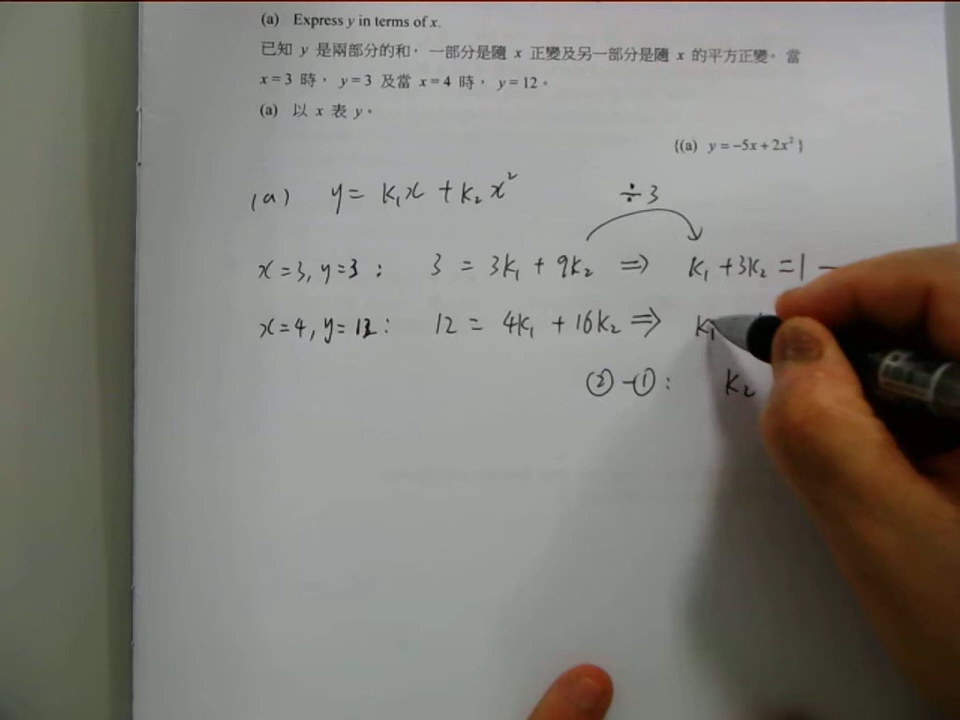 (a) Express y in terms of x.
已知 y 是兩部分的和，一部分是隨 x 正變及另一部分是隨 x 的平方正變。當
x = 3 時，y = 3 及當 x = 4 時，y = 12。
(a) 以 x 表 y。
{(a) y = −5x + 2x²}
(a) y = k₁x + k₂x²
÷3
x=3, y=3 : 3 = 3k₁ + 9k₂ ⟹ k₁ + 3k₂ = 1 —
x=4, y=12 : 12 = 4k₁ + 16k₂ ⟹ k₁
② - ① : k₂